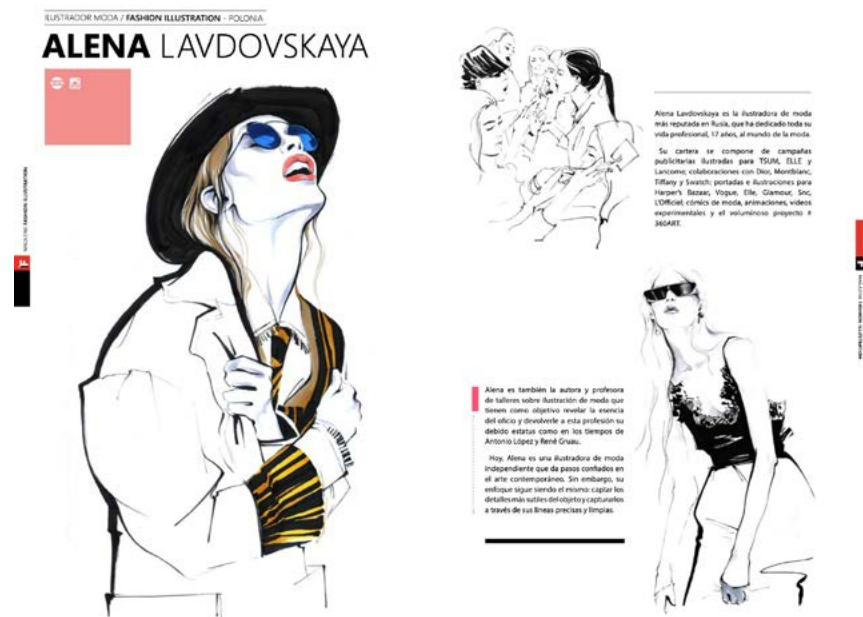 ILUSTRADOR MODA / FASHION ILLUSTRATION - POLONIA
ALENA LAVDOVSKAYA
MAGAZINE FASHION ILLUSTRATION
Alena Lavdovskaya es la ilustradora de moda
más reputada en Rusia, que ha dedicado toda su
vida profesional, 17 años, al mundo de la moda.
Su cartera se compone de campañas
publicitarias ilustradas para TSUM, ELLE y
Lancome; colaboraciones con Dior, Montblanc,
Tiffany y Swatch; portadas e ilustraciones para
Harper's Bazaar, Vogue, Elle, Glamour, Snc,
L'Officiel; cómics de moda, animaciones, videos
experimentales y el voluminoso proyecto #
360ART.
Alena es también la autora y profesora
de talleres sobre ilustración de moda que
tienen como objetivo revelar la esencia
del oficio y devolverle a esta profesión su
debido estatus como en los tiempos de
Antonio López y René Gruau.
Hoy, Alena es una ilustradora de moda
independiente que da pasos confiados en
el arte contemporáneo. Sin embargo, su
enfoque sigue siendo el mismo: captar los
detalles más sutiles del objeto y capturarlos
a través de sus líneas precisas y limpias.
MAGAZINE FASHION ILLUSTRATION